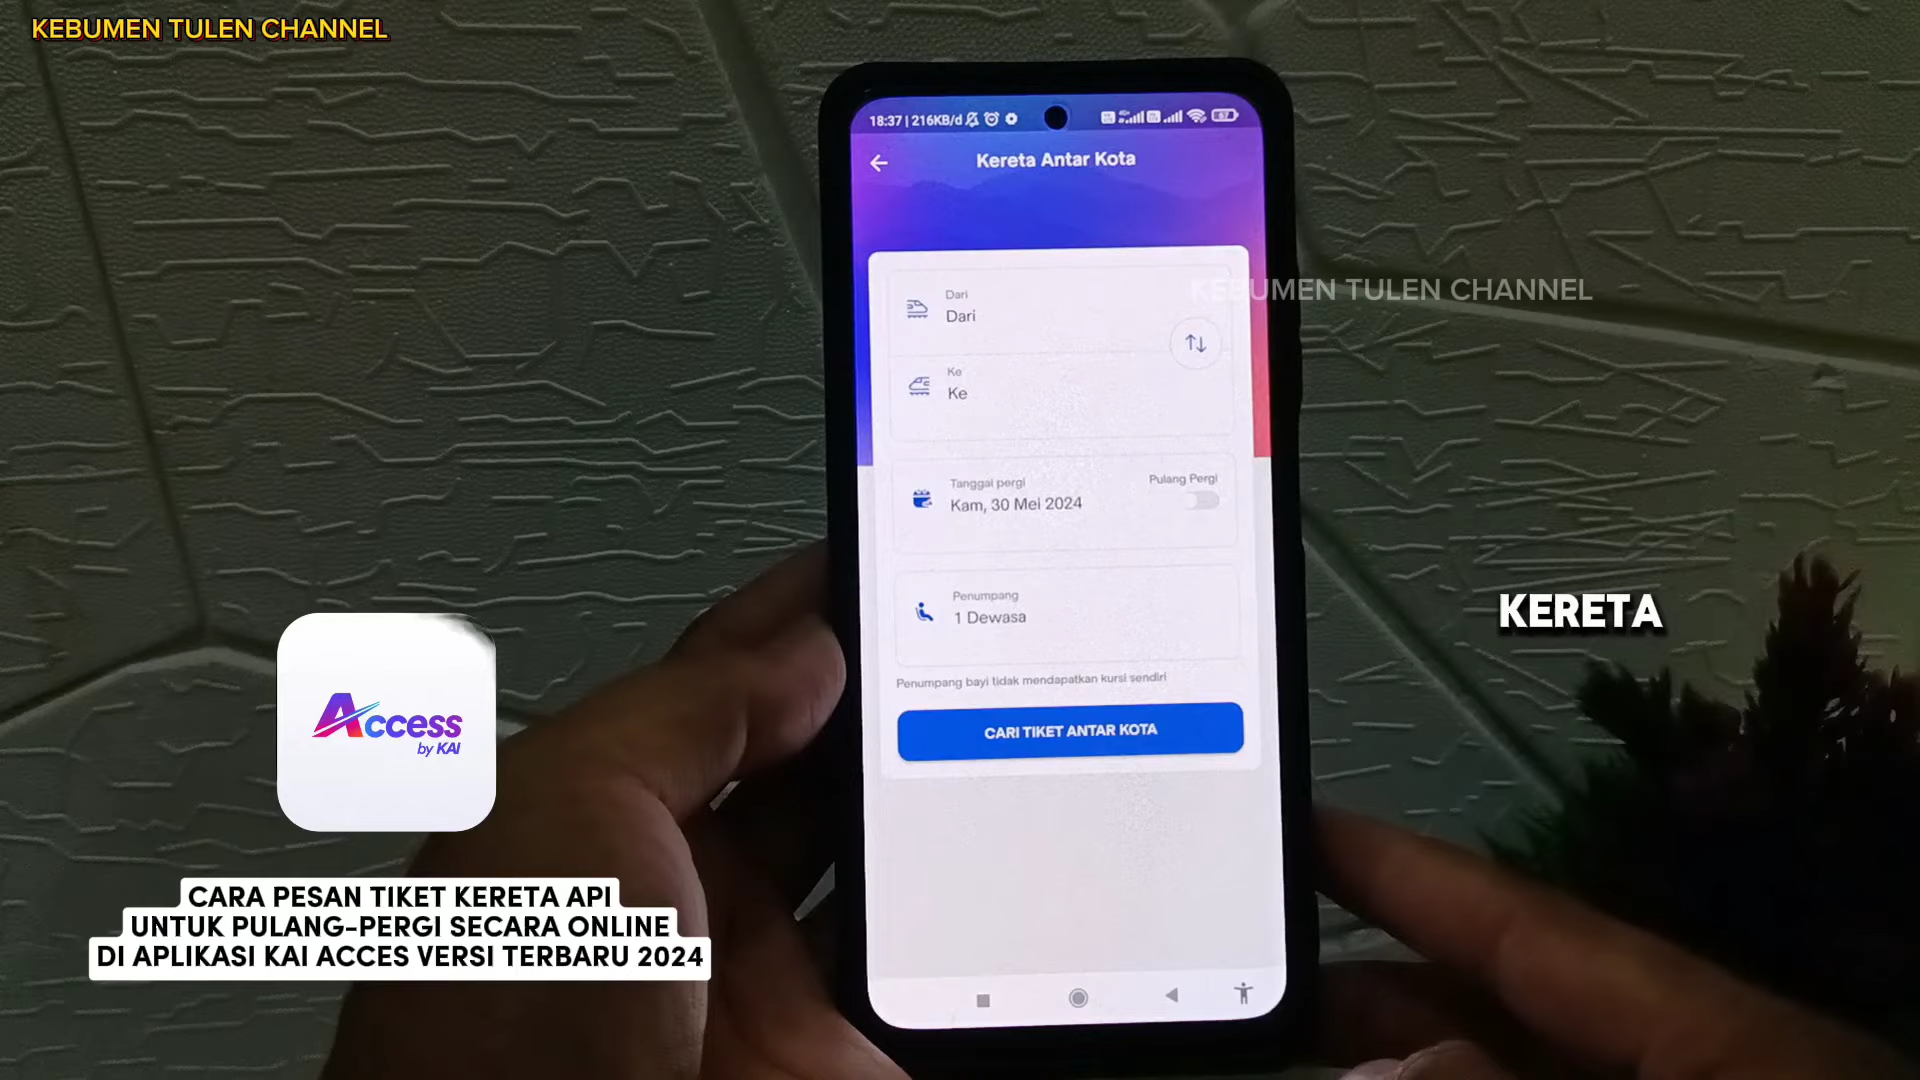 KEBUMEN TULEN CHANNEL
18:37 | 216KB/d
67
Kereta Antar Kota
Dari
Dari
KEBUMEN TULEN CHANNEL
Ke
Ke
Tanggal pergi
Pulang Pergi
Kam, 30 Mei 2024
Penumpang
1 Dewasa
Penumpang bayi tidak mendapatkan kursi sendiri
CARI TIKET ANTAR KOTA
KERETA
Access
by KAI
CARA PESAN TIKET KERETA API
UNTUK PULANG-PERGI SECARA ONLINE
DI APLIKASI KAI ACCES VERSI TERBARU 2024